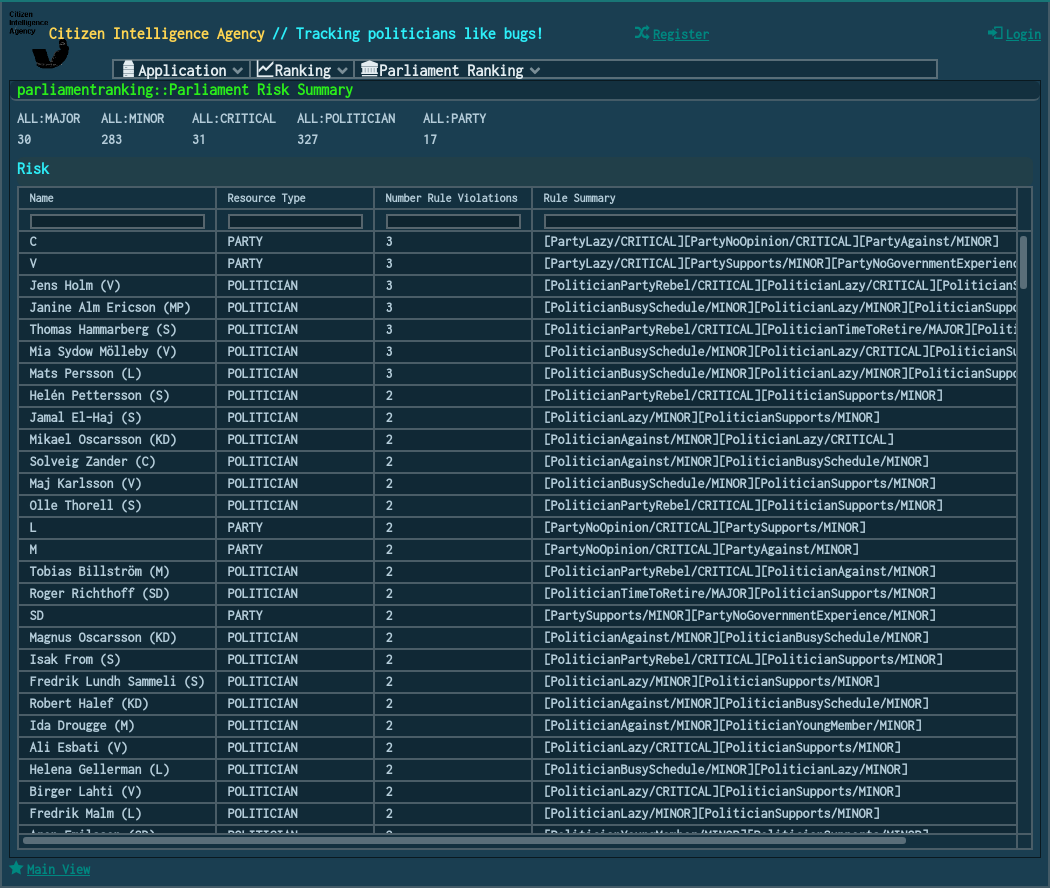 Citizen
Intelligence
Agency
Citizen Intelligence Agency // Tracking politicians like bugs!
Register
Login
Application Ranking Parliament Ranking
parliamentranking::Parliament Risk Summary
ALL:MAJOR ALL:MINOR ALL:CRITICAL ALL:POLITICIAN ALL:PARTY
30 283 31 327 17
Risk
Name Resource Type Number Rule Violations Rule Summary
C PARTY 3 [PartyLazy/CRITICAL][PartyNoOpinion/CRITICAL][PartyAgainst/MINOR]
V PARTY 3 [PartyLazy/CRITICAL][PartySupports/MINOR][PartyNoGovernmentExperienc
Jens Holm (V) POLITICIAN 3 [PoliticianPartyRebel/CRITICAL][PoliticianLazy/CRITICAL][PoliticianS
Janine Alm Ericson (MP) POLITICIAN 3 [PoliticianBusySchedule/MINOR][PoliticianLazy/MINOR][PoliticianSuppo
Thomas Hammarberg (S) POLITICIAN 3 [PoliticianPartyRebel/CRITICAL][PoliticianTimeToRetire/MAJOR][Politi
Mia Sydow Mölleby (V) POLITICIAN 3 [PoliticianBusySchedule/MINOR][PoliticianLazy/CRITICAL][PoliticianSu
Mats Persson (L) POLITICIAN 3 [PoliticianBusySchedule/MINOR][PoliticianLazy/MINOR][PoliticianSuppo
Helén Pettersson (S) POLITICIAN 2 [PoliticianPartyRebel/CRITICAL][PoliticianSupports/MINOR]
Jamal El-Haj (S) POLITICIAN 2 [PoliticianLazy/MINOR][PoliticianSupports/MINOR]
Mikael Oscarsson (KD) POLITICIAN 2 [PoliticianAgainst/MINOR][PoliticianLazy/CRITICAL]
Solveig Zander (C) POLITICIAN 2 [PoliticianAgainst/MINOR][PoliticianBusySchedule/MINOR]
Maj Karlsson (V) POLITICIAN 2 [PoliticianBusySchedule/MINOR][PoliticianSupports/MINOR]
Olle Thorell (S) POLITICIAN 2 [PoliticianPartyRebel/CRITICAL][PoliticianSupports/MINOR]
L PARTY 2 [PartyNoOpinion/CRITICAL][PartySupports/MINOR]
M PARTY 2 [PartyNoOpinion/CRITICAL][PartyAgainst/MINOR]
Tobias Billström (M) POLITICIAN 2 [PoliticianPartyRebel/CRITICAL][PoliticianAgainst/MINOR]
Roger Richthoff (SD) POLITICIAN 2 [PoliticianTimeToRetire/MAJOR][PoliticianSupports/MINOR]
SD PARTY 2 [PartySupports/MINOR][PartyNoGovernmentExperience/MINOR]
Magnus Oscarsson (KD) POLITICIAN 2 [PoliticianAgainst/MINOR][PoliticianBusySchedule/MINOR]
Isak From (S) POLITICIAN 2 [PoliticianPartyRebel/CRITICAL][PoliticianSupports/MINOR]
Fredrik Lundh Sammeli (S) POLITICIAN 2 [PoliticianLazy/MINOR][PoliticianSupports/MINOR]
Robert Halef (KD) POLITICIAN 2 [PoliticianAgainst/MINOR][PoliticianBusySchedule/MINOR]
Ida Drougge (M) POLITICIAN 2 [PoliticianAgainst/MINOR][PoliticianYoungMember/MINOR]
Ali Esbati (V) POLITICIAN 2 [PoliticianLazy/CRITICAL][PoliticianSupports/MINOR]
Helena Gellerman (L) POLITICIAN 2 [PoliticianBusySchedule/MINOR][PoliticianLazy/MINOR]
Birger Lahti (V) POLITICIAN 2 [PoliticianLazy/CRITICAL][PoliticianSupports/MINOR]
Fredrik Malm (L) POLITICIAN 2 [PoliticianLazy/MINOR][PoliticianSupports/MINOR]
POLITICIAN 2 [PoliticianYoungMember/MINOR][PoliticianSupports/MINOR]
Main View